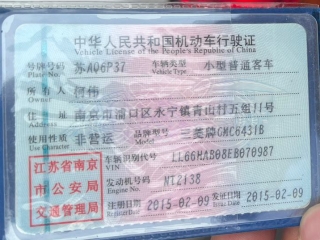 中华人民共和国机动车行驶证
Vehicle License of the People's Republic of China
号牌号码 苏A06P37 车辆类型 小型普通客车
Plate No. Vehicle Type
所有人 柯伟
Owner
住址 南京市浦口区永宁镇青山村五组11号
Address
使用性质 非营运 品牌型号 三菱牌GMC6431B
Use Character Model
江苏省南京
市公安局
交通管理局
车辆识别代号 LL66HAB08EB070987
VIN
发动机号码 NT2138
Engine No.
注册日期 2015-02-09 发证日期 2015-02-09
Register Date Issue Date